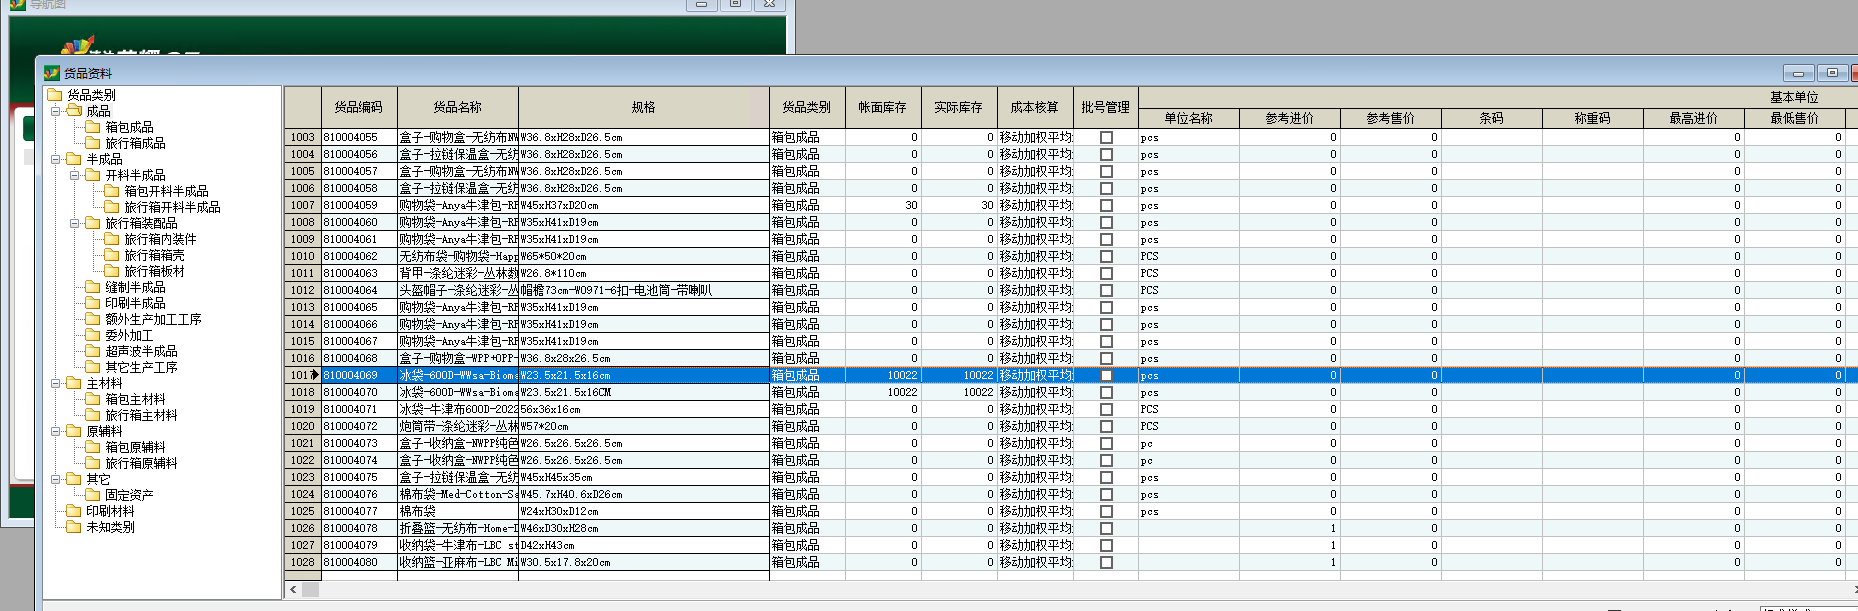 导航图
货品资料
货品类别
成品
箱包成品
旅行箱成品
半成品
开料半成品
箱包开料半成品
旅行箱开料半成品
旅行箱装配品
旅行箱内装件
旅行箱箱壳
旅行箱板材
缝制半成品
印刷半成品
额外生产加工工序
委外加工
超声波半成品
其它生产工序
主材料
箱包主材料
旅行箱主材料
原辅料
箱包原辅料
旅行箱原辅料
其它
固定资产
印刷材料
未知类别
货品编码 货品名称 规格 货品类别 帐面库存 实际库存 成本核算 批号管理 基本单位
单位名称 参考进价 参考售价 条码 称重码 最高进价 最低售价
1003 810004055 盒子-购物盒-无纺布NW W36.8xH28xD26.5cm 箱包成品 0 0 移动加权平均 pcs 0 0 0 0
1004 810004056 盒子-拉链保温盒-无纺 W36.8xH28xD26.5cm 箱包成品 0 0 移动加权平均 pcs 0 0 0 0
1005 810004057 盒子-购物盒-无纺布NW W36.8xH28xD26.5cm 箱包成品 0 0 移动加权平均 pcs 0 0 0 0
1006 810004058 盒子-拉链保温盒-无纺 W36.8xH28xD26.5cm 箱包成品 0 0 移动加权平均 pcs 0 0 0 0
1007 810004059 购物袋-Anya牛津包-RF W45xH37xD20cm 箱包成品 30 30 移动加权平均 pcs 0 0 0 0
1008 810004060 购物袋-Anya牛津包-RF W35xH41xD19cm 箱包成品 0 0 移动加权平均 pcs 0 0 0 0
1009 810004061 购物袋-Anya牛津包-RF W35xH41xD19cm 箱包成品 0 0 移动加权平均 pcs 0 0 0 0
1010 810004062 无纺布袋-购物袋-Happ W65*50*20cm 箱包成品 0 0 移动加权平均 PCS 0 0 0 0
1011 810004063 背甲-涤纶迷彩-丛林数 W26.8*110cm 箱包成品 0 0 移动加权平均 PCS 0 0 0 0
1012 810004064 头盔帽子-涤纶迷彩-丛 帽檐73cm-W0971-6扣-电池筒-带喇叭 箱包成品 0 0 移动加权平均 PCS 0 0 0 0
1013 810004065 购物袋-Anya牛津包-RF W35xH41xD19cm 箱包成品 0 0 移动加权平均 pcs 0 0 0 0
1014 810004066 购物袋-Anya牛津包-RF W35xH41xD19cm 箱包成品 0 0 移动加权平均 pcs 0 0 0 0
1015 810004067 购物袋-Anya牛津包-RF W35xH41xD19cm 箱包成品 0 0 移动加权平均 pcs 0 0 0 0
1016 810004068 盒子-购物盒-WPP+OPP- W36.8x28x26.5cm 箱包成品 0 0 移动加权平均 pcs 0 0 0 0
1017 810004069 冰袋-600D-WWsa-Bioms W23.5x21.5x16cm 箱包成品 10022 10022 移动加权平均 pcs 0 0 0 0
1018 810004070 冰袋-600D-WWsa-Bioms W23.5x21.5x16CM 箱包成品 10022 10022 移动加权平均 pcs 0 0 0 0
1019 810004071 冰袋-牛津布600D-2022 56x36x16cm 箱包成品 0 0 移动加权平均 PCS 0 0 0 0
1020 810004072 炮筒带-涤纶迷彩-丛林 W57*20cm 箱包成品 0 0 移动加权平均 PCS 0 0 0 0
1021 810004073 盒子-收纳盒-NWPP纯色 W26.5x26.5x26.5cm 箱包成品 0 0 移动加权平均 pc 0 0 0 0
1022 810004074 盒子-收纳盒-NWPP纯色 W26.5x26.5x26.5cm 箱包成品 0 0 移动加权平均 pc 0 0 0 0
1023 810004075 盒子-拉链保温盒-无纺 W45xH45x35cm 箱包成品 0 0 移动加权平均 pcs 0 0 0 0
1024 810004076 棉布袋-Med-Cotton-Sa W45.7xH40.6xD26cm 箱包成品 0 0 移动加权平均 pcs 0 0 0 0
1025 810004077 棉布袋 W24xH30xD12cm 箱包成品 0 0 移动加权平均 pcs 0 0 0 0
1026 810004078 折叠篮-无纺布-Home-D W46xD30xH28cm 箱包成品 0 0 移动加权平均 1 0 0 0
1027 810004079 收纳袋-牛津布-LBC st D42xH43cm 箱包成品 0 0 移动加权平均 1 0 0 0
1028 810004080 收纳篮-亚麻布-LBC Mi W30.5x17.8x20cm 箱包成品 0 0 移动加权平均 1 0 0 0